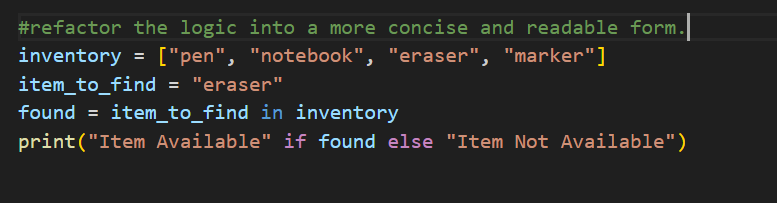 #refactor the logic into a more concise and readable form.
inventory = ["pen", "notebook", "eraser", "marker"]
item_to_find = "eraser"
found = item_to_find in inventory
print("Item Available" if found else "Item Not Available")